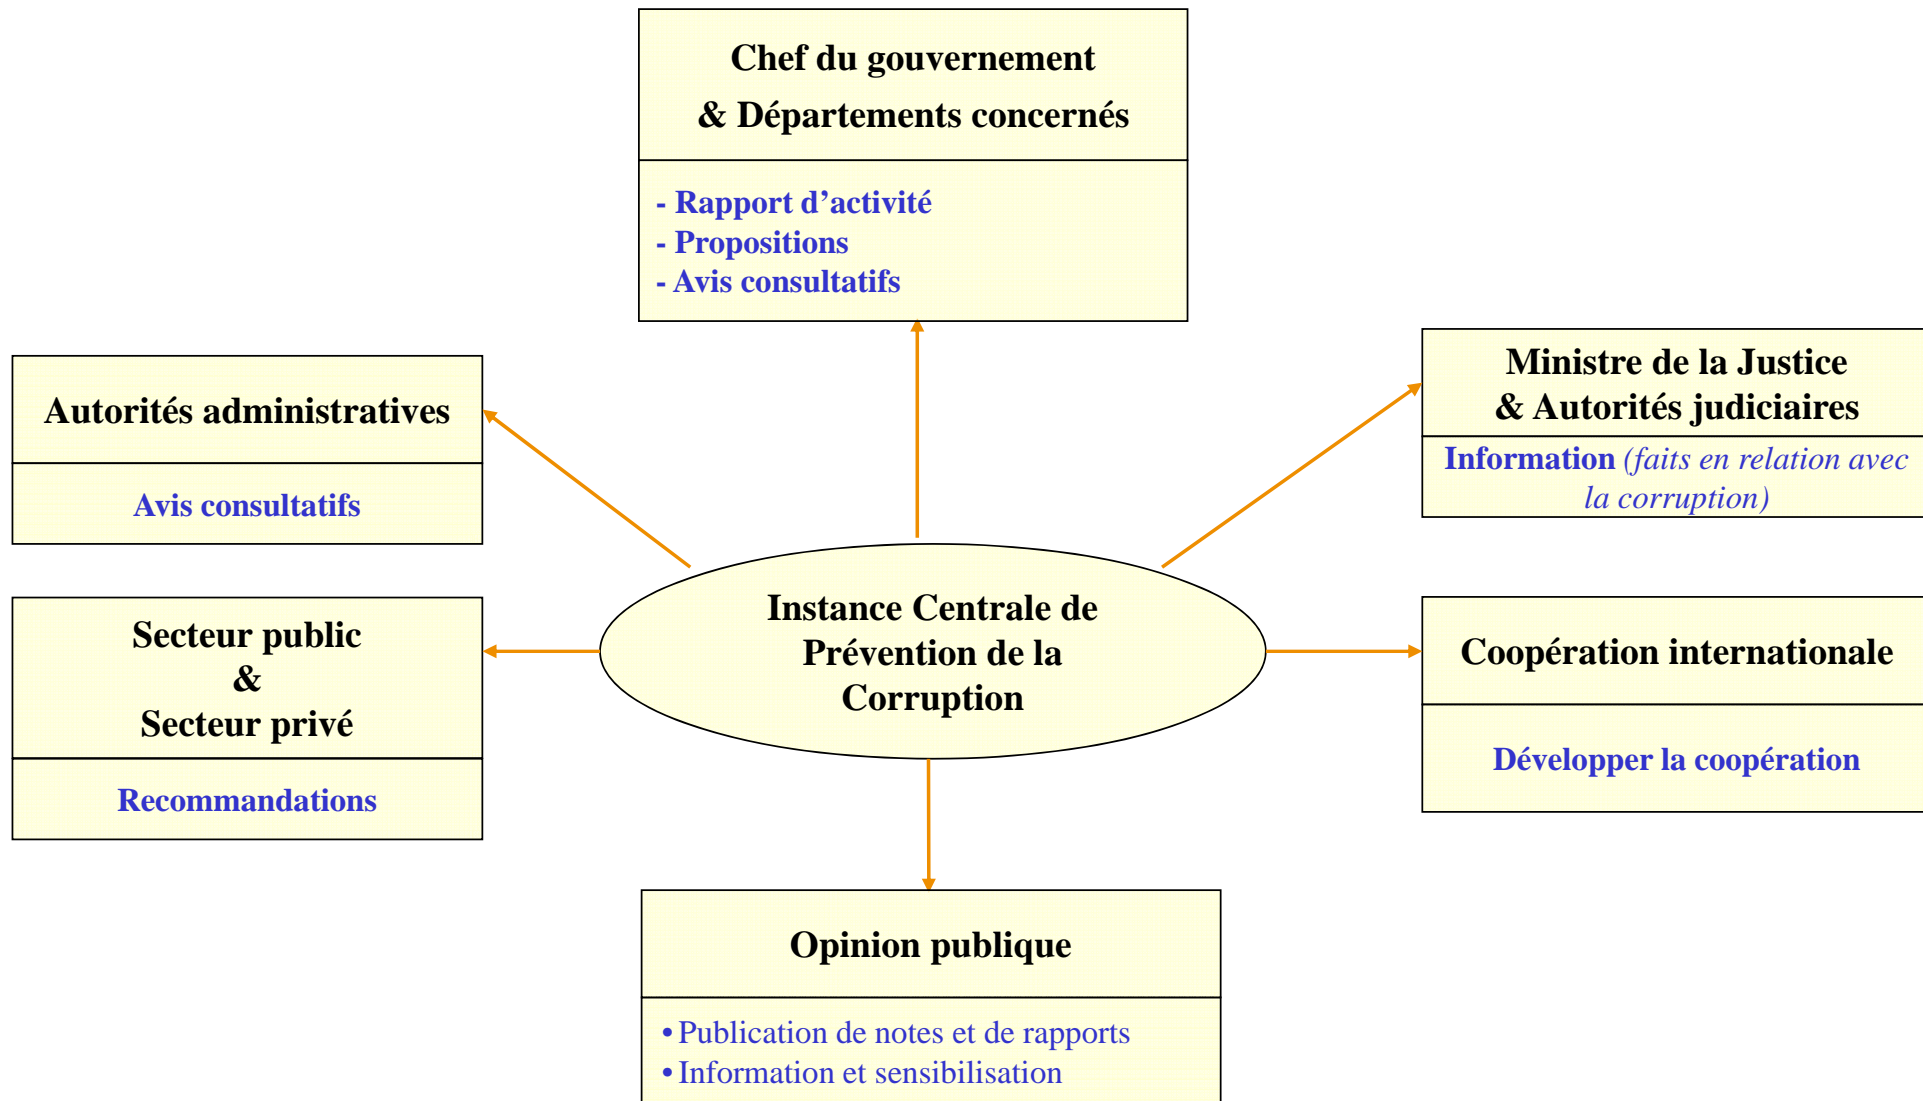 Chef du gouvernement
& Départements concernés
- Rapport d’activité
- Propositions
- Avis consultatifs
Autorités administratives
Avis consultatifs
Ministre de la Justice
& Autorités judiciaires
Information (faits en relation avec
la corruption)
Secteur public
&
Secteur privé
Recommandations
Instance Centrale de
Prévention de la
Corruption
Coopération internationale
Développer la coopération
Opinion publique
• Publication de notes et de rapports
• Information et sensibilisation